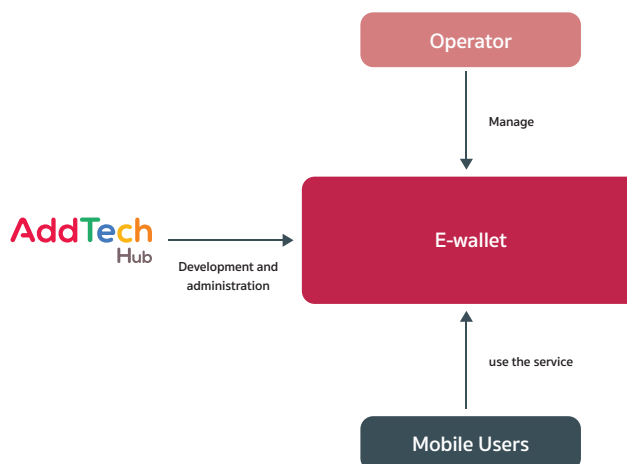 Operator
Manage
AddTech
Hub
E-wallet
Development and
administration
use the service
Mobile Users